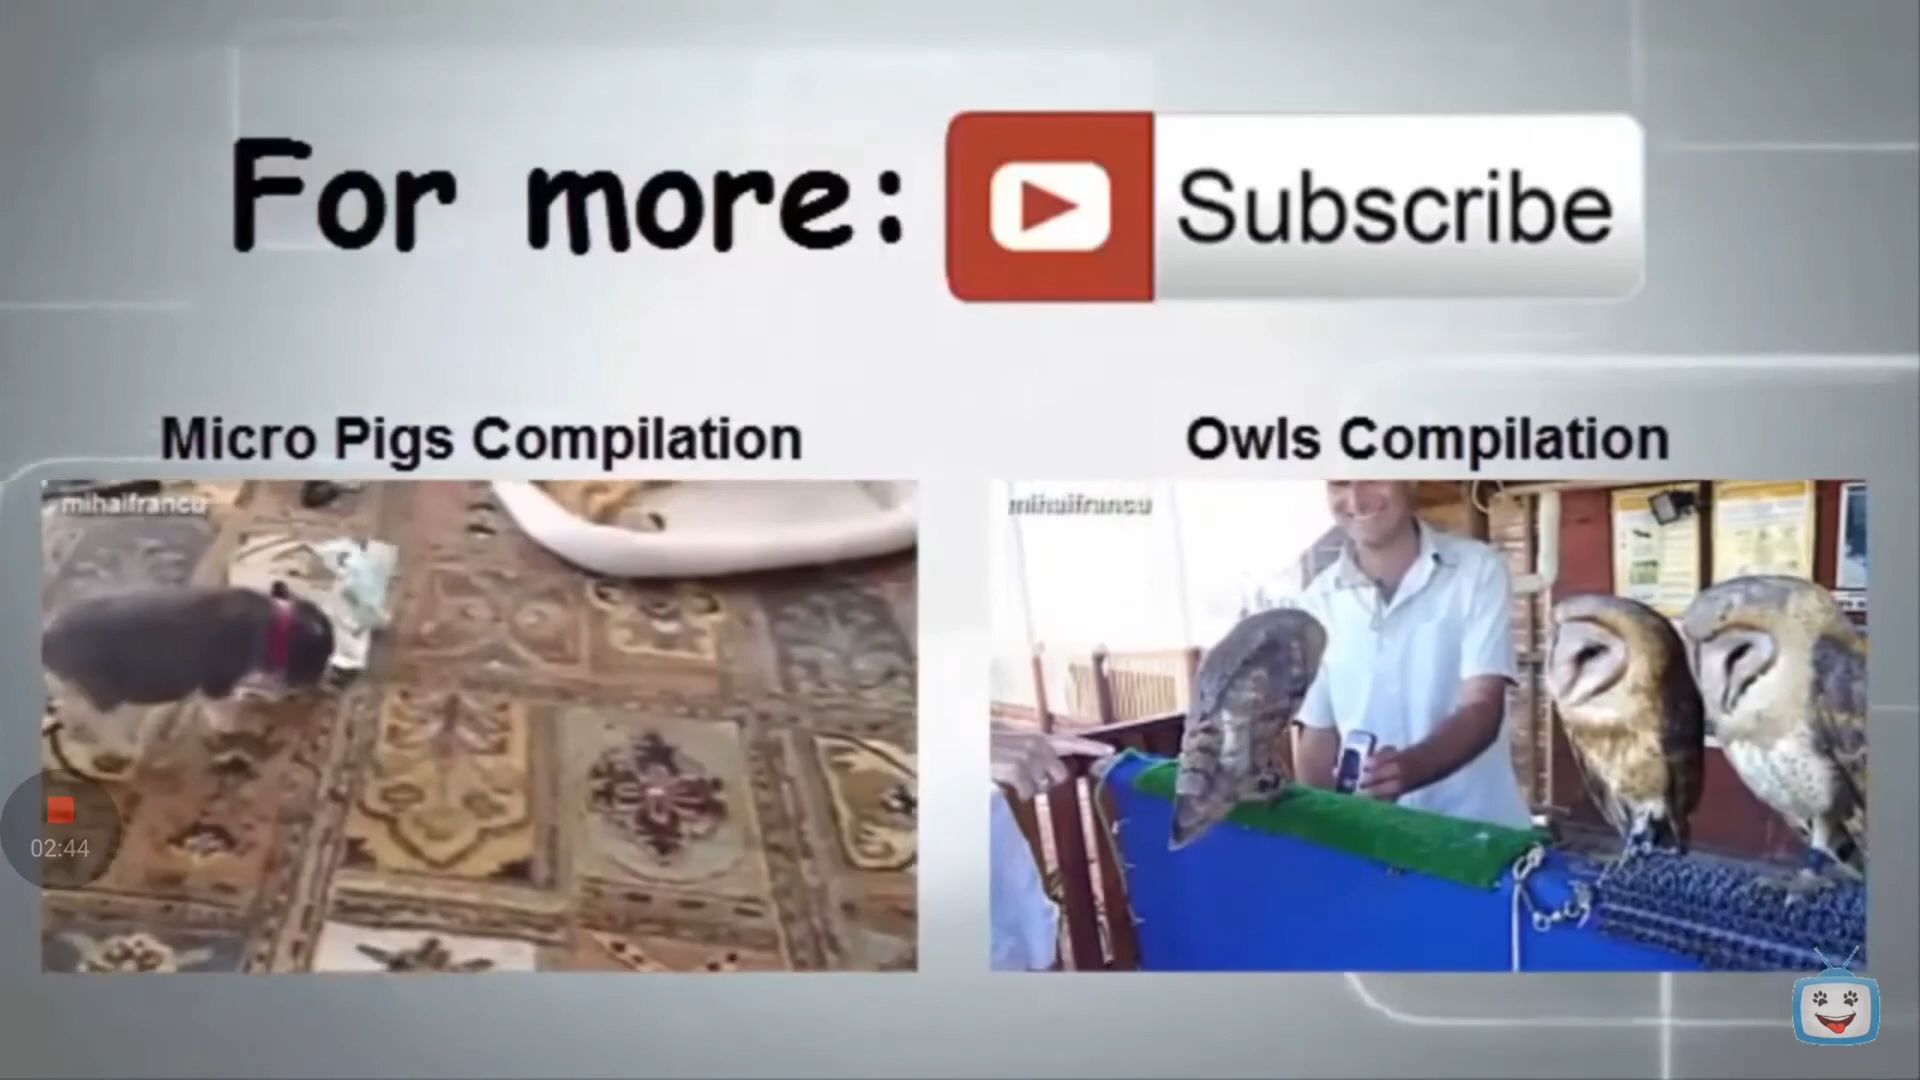 For more: Subscribe
Micro Pigs Compilation
Owls Compilation
mihaifrancu
mihaifrancu
02:44